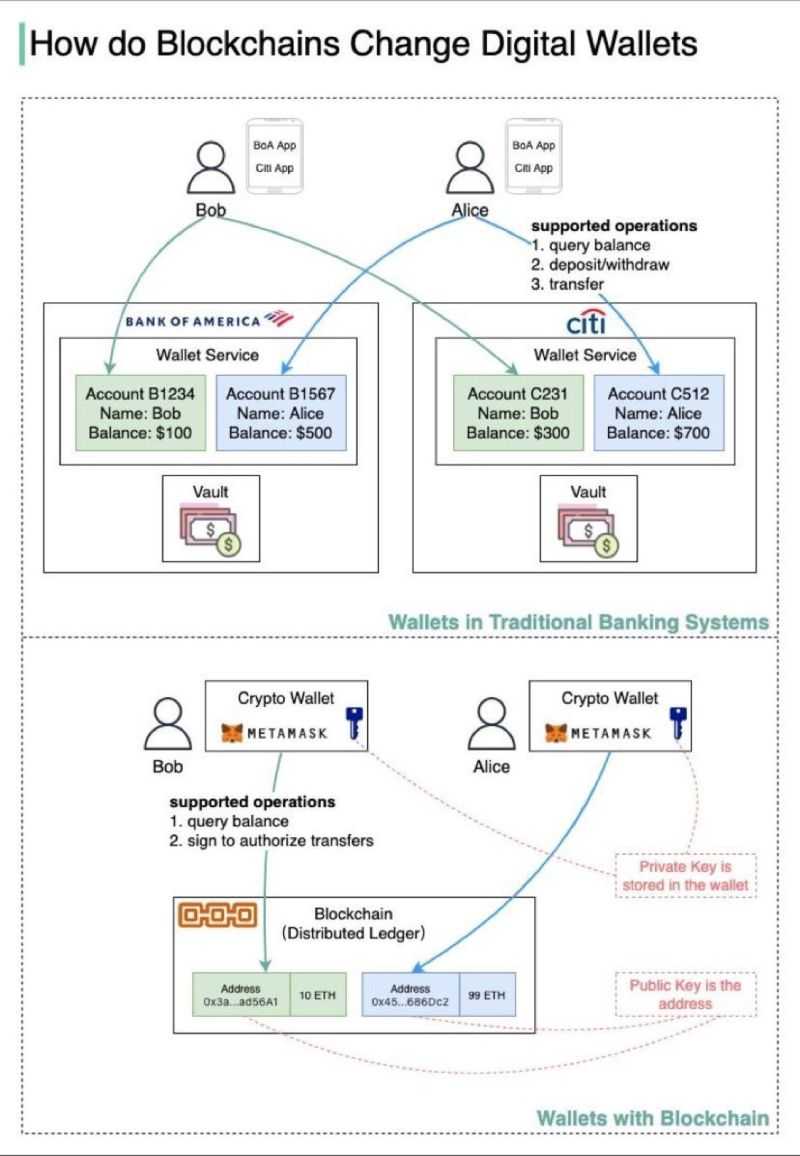 How do Blockchains Change Digital Wallets
BoA App
Citi App
Bob
BoA App
Citi App
Alice
supported operations
1. query balance
2. deposit/withdraw
3. transfer
BANK OF AMERICA
Wallet Service
Account B1234
Name: Bob
Balance: $100
Account B1567
Name: Alice
Balance: $500
Vault
$
$
citi
Wallet Service
Account C231
Name: Bob
Balance: $300
Account C512
Name: Alice
Balance: $700
Vault
$
$
Wallets in Traditional Banking Systems
Bob
Crypto Wallet
METAMASK
Alice
Crypto Wallet
METAMASK
supported operations
1. query balance
2. sign to authorize transfers
Private Key is
stored in the wallet
Blockchain
(Distributed Ledger)
Address
0x3a...ad56A1
10 ETH
Address
0x45...686Dc2
99 ETH
Public Key is the
address
Wallets with Blockchain